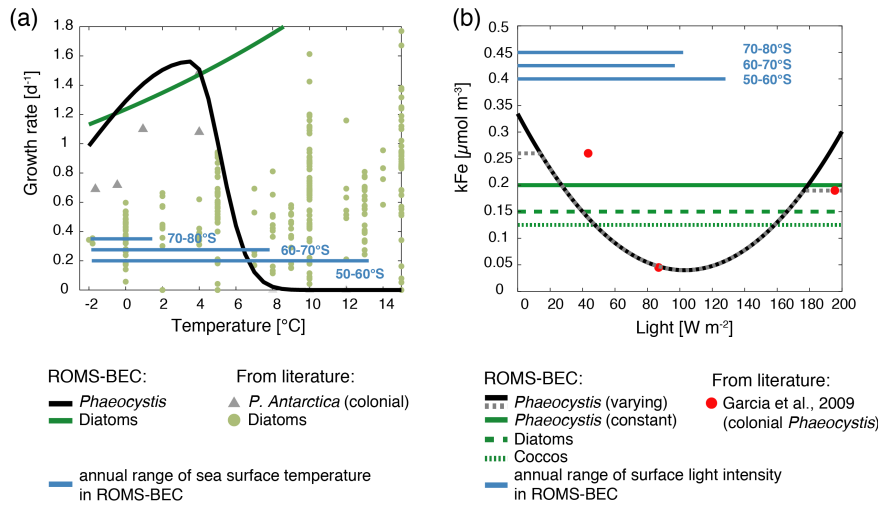 (a)
Growth rate [d-1]
1.8
1.6
1.4
1.2
1
0.8
0.6
0.4
0.2
0
70-80°S
60-70°S
50-60°S
-2 0 2 4 6 8 10 12 14
Temperature [°C]
ROMS-BEC:
Phaeocystis
Diatoms
From literature:
P. Antarctica (colonial)
Diatoms
annual range of sea surface temperature
in ROMS-BEC
(b)
kFe [µmol m-3]
0.5
0.45
0.4
0.35
0.3
0.25
0.2
0.15
0.1
0.05
0
70-80°S
60-70°S
50-60°S
0 20 40 60 80 100 120 140 160 180 200
Light [W m-2]
ROMS-BEC:
Phaeocystis (varying)
Phaeocystis (constant)
Diatoms
Coccos
From literature:
Garcia et al., 2009
(colonial Phaeocystis)
annual range of surface light intensity
in ROMS-BEC